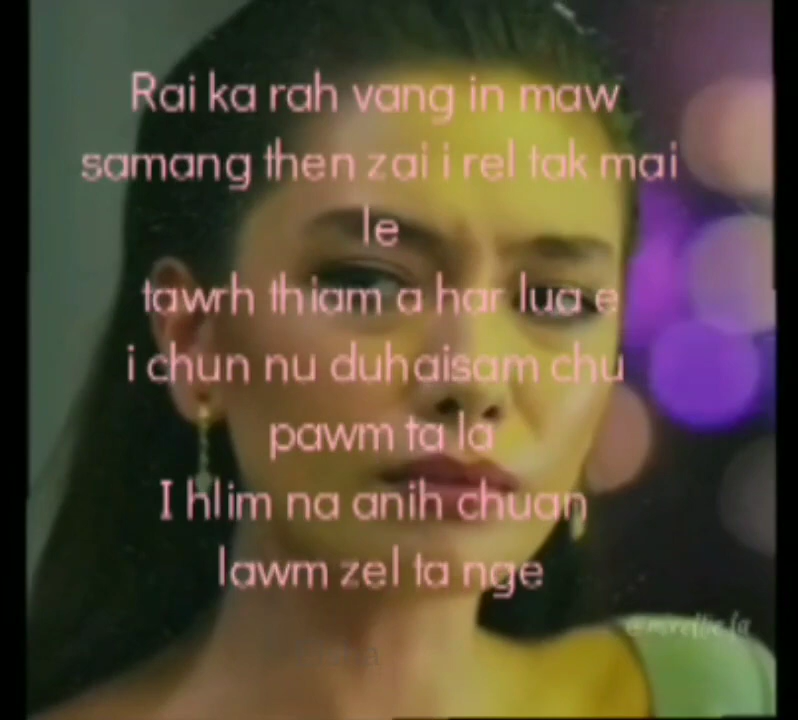 Rai ka rah vang in maw
samang then zai i rel tak mai
le
tawrh thiam a har lua e
i chun nu duhaisam chu
pawm ta la
I hlim na anih chuan
lawm zel ta nge